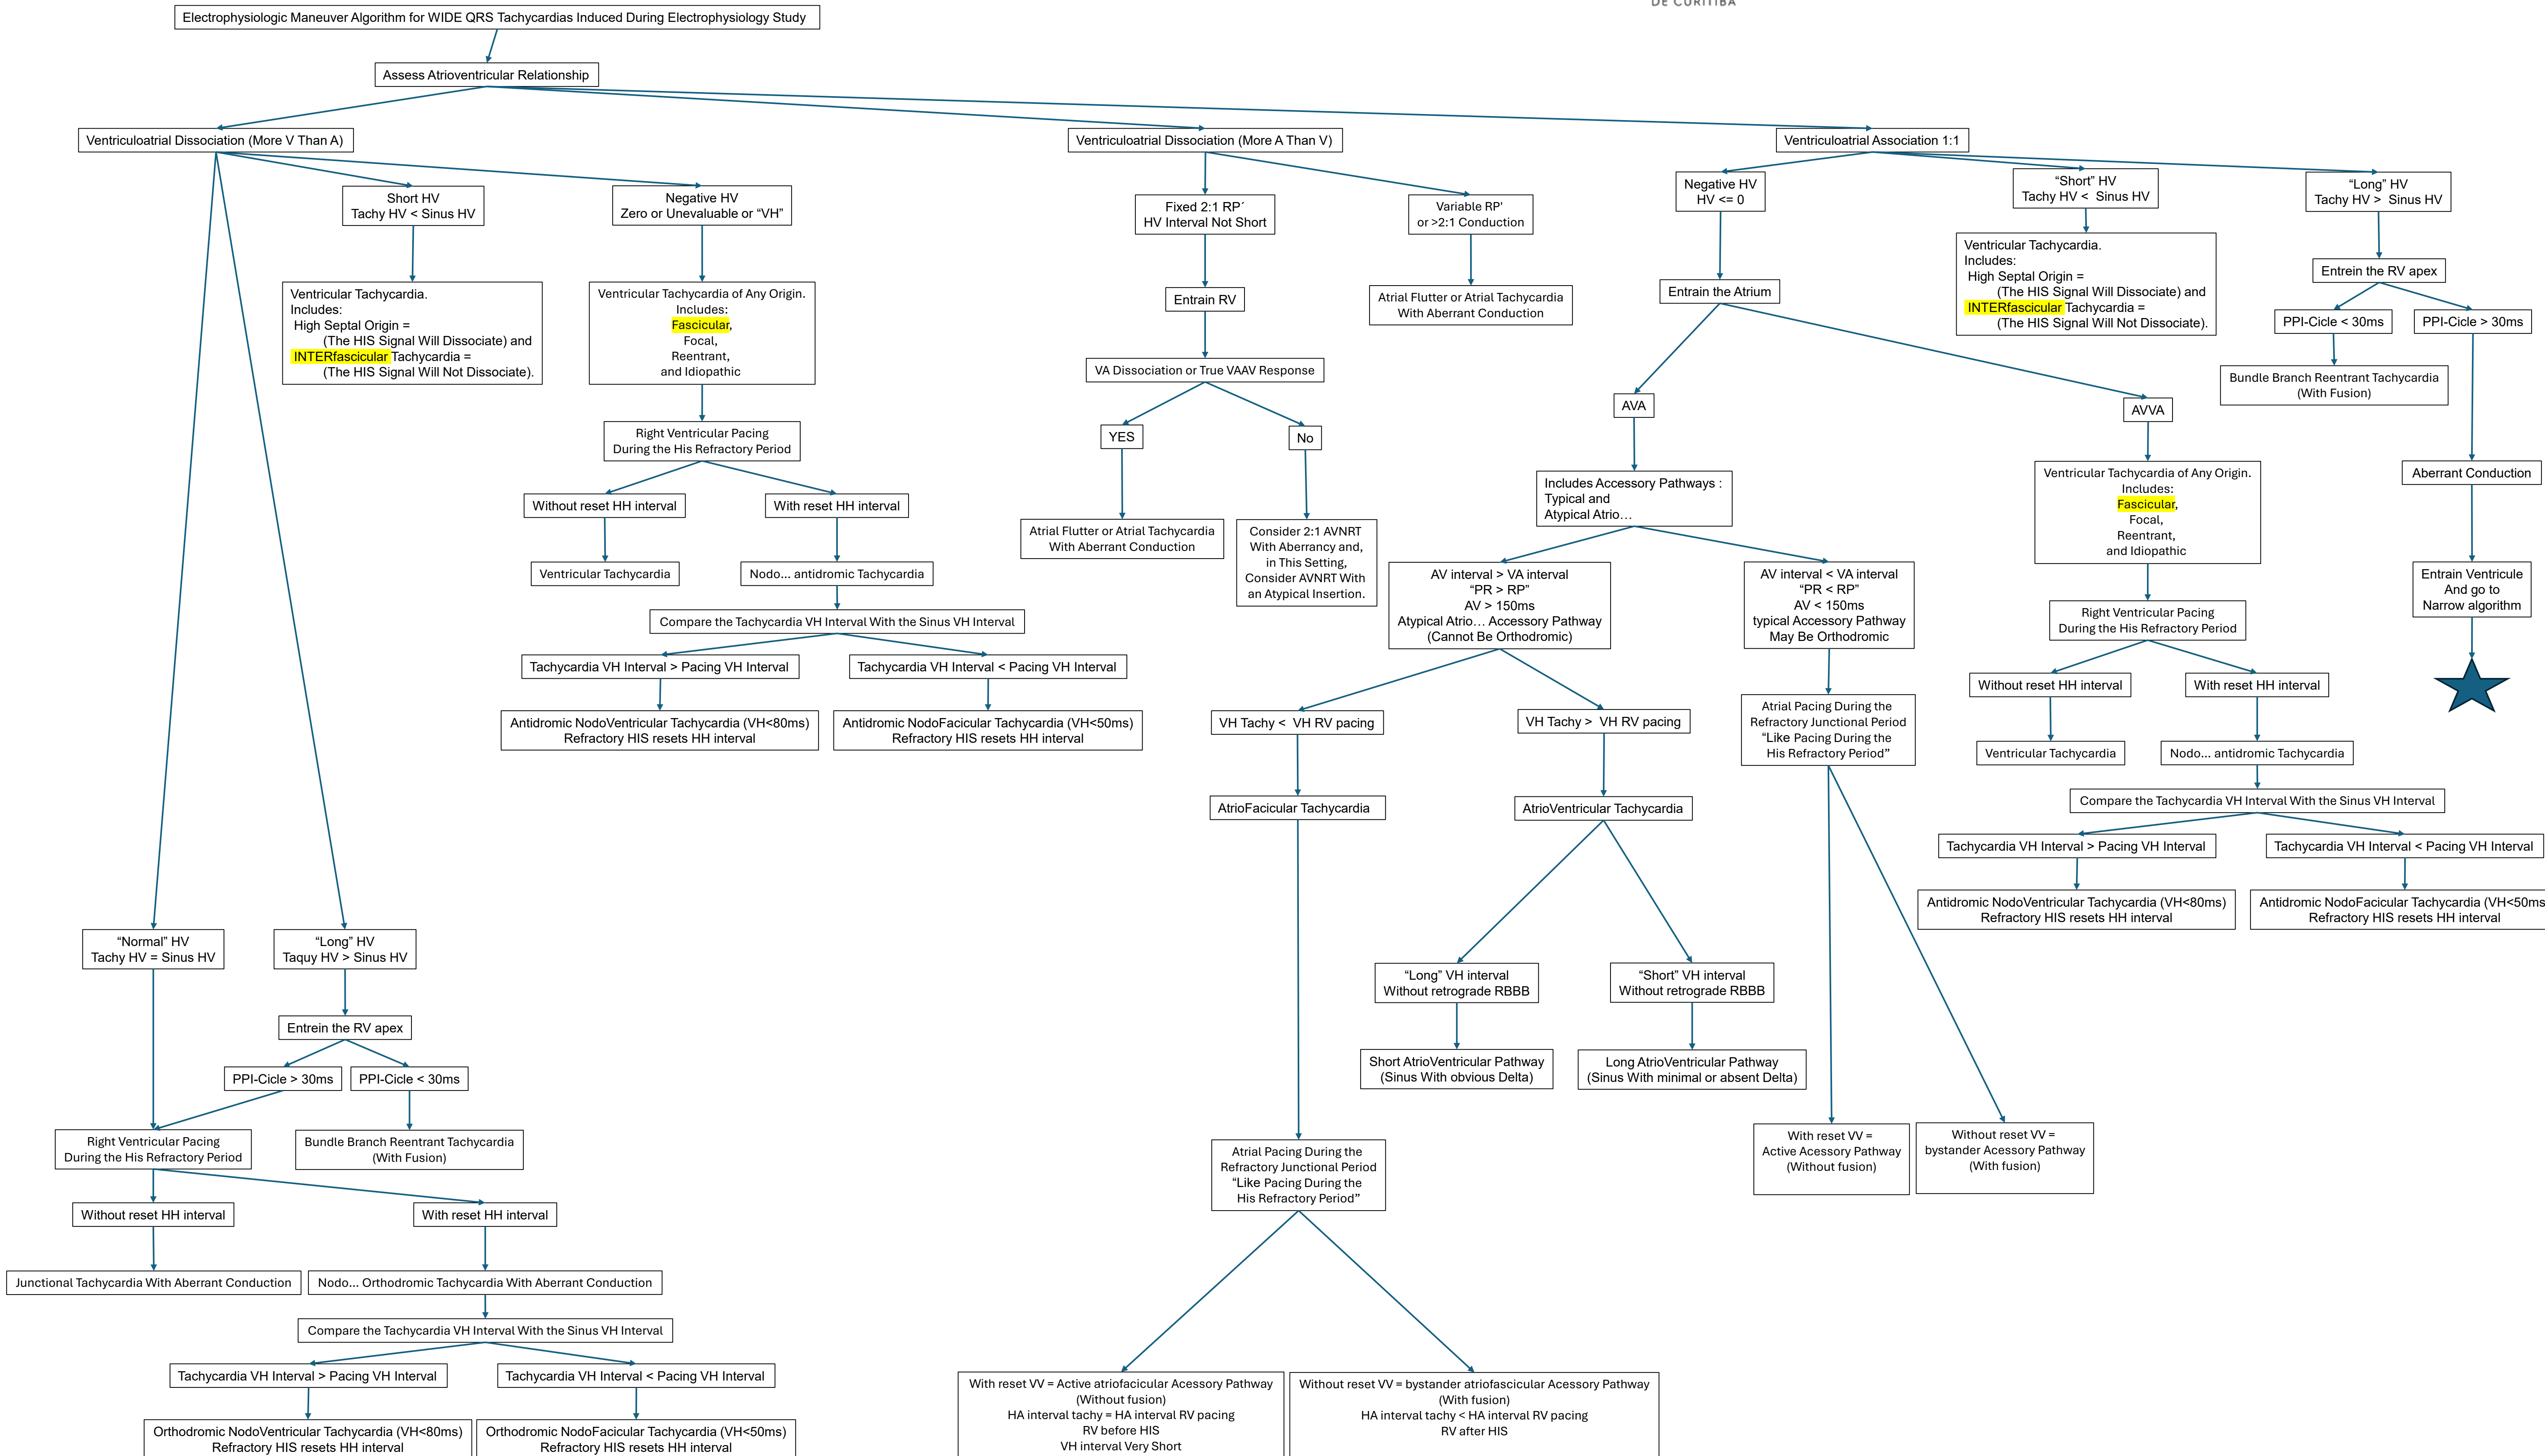 DE CURITIBA
Electrophysiologic Maneuver Algorithm for WIDE QRS Tachycardias Induced During Electrophysiology Study
Assess Atrioventricular Relationship
Ventriculoatrial Dissociation (More V Than A)
Ventriculoatrial Dissociation (More A Than V)
Ventriculoatrial Association 1:1
Short HV
Tachy HV < Sinus HV
Negative HV
Zero or Unevaluable or “VH”
Ventricular Tachycardia.
Includes:
High Septal Origin =
(The HIS Signal Will Dissociate) and
INTERfascicular Tachycardia =
(The HIS Signal Will Not Dissociate).
Ventricular Tachycardia of Any Origin.
Includes:
Fascicular,
Focal,
Reentrant,
and Idiopathic
Right Ventricular Pacing
During the His Refractory Period
Without reset HH interval
With reset HH interval
Ventricular Tachycardia
Nodo... antidromic Tachycardia
Compare the Tachycardia VH Interval With the Sinus VH Interval
Tachycardia VH Interval > Pacing VH Interval
Tachycardia VH Interval < Pacing VH Interval
Antidromic NodoVentricular Tachycardia (VH<80ms)
Refractory HIS resets HH interval
Antidromic NodoFacicular Tachycardia (VH<50ms)
Refractory HIS resets HH interval
“Normal” HV
Tachy HV = Sinus HV
“Long” HV
Taquy HV > Sinus HV
Entrein the RV apex
PPI-Cicle > 30ms
PPI-Cicle < 30ms
Right Ventricular Pacing
During the His Refractory Period
Bundle Branch Reentrant Tachycardia
(With Fusion)
Without reset HH interval
With reset HH interval
Junctional Tachycardia With Aberrant Conduction
Nodo... Orthodromic Tachycardia With Aberrant Conduction
Compare the Tachycardia VH Interval With the Sinus VH Interval
Tachycardia VH Interval > Pacing VH Interval
Tachycardia VH Interval < Pacing VH Interval
Orthodromic NodoVentricular Tachycardia (VH<80ms)
Refractory HIS resets HH interval
Orthodromic NodoFacicular Tachycardia (VH<50ms)
Refractory HIS resets HH interval
Fixed 2:1 RP´
HV Interval Not Short
Variable RP'
or >2:1 Conduction
Entrain RV
Atrial Flutter or Atrial Tachycardia
With Aberrant Conduction
VA Dissociation or True VAAV Response
YES
No
Atrial Flutter or Atrial Tachycardia
With Aberrant Conduction
Consider 2:1 AVNRT
With Aberrancy and,
in This Setting,
Consider AVNRT With
an Atypical Insertion.
Negative HV
HV <= 0
“Short” HV
Tachy HV < Sinus HV
“Long” HV
Tachy HV > Sinus HV
Entrain the Atrium
Ventricular Tachycardia.
Includes:
High Septal Origin =
(The HIS Signal Will Dissociate) and
INTERfascicular Tachycardia =
(The HIS Signal Will Not Dissociate).
Entrein the RV apex
PPI-Cicle < 30ms
PPI-Cicle > 30ms
Bundle Branch Reentrant Tachycardia
(With Fusion)
Aberrant Conduction
Entrain Ventricule
And go to
Narrow algorithm
AVA
AVVA
Includes Accessory Pathways :
Typical and
Atypical Atrio…
AV interval > VA interval
“PR > RP”
AV > 150ms
Atypical Atrio… Accessory Pathway
(Cannot Be Orthodromic)
AV interval < VA interval
“PR < RP”
AV < 150ms
typical Accessory Pathway
May Be Orthodromic
VH Tachy < VH RV pacing
VH Tachy > VH RV pacing
Atrial Pacing During the
Refractory Junctional Period
“Like Pacing During the
His Refractory Period”
AtrioFacicular Tachycardia
AtrioVentricular Tachycardia
“Long” VH interval
Without retrograde RBBB
“Short” VH interval
Without retrograde RBBB
Short AtrioVentricular Pathway
(Sinus With obvious Delta)
Long AtrioVentricular Pathway
(Sinus With minimal or absent Delta)
Atrial Pacing During the
Refractory Junctional Period
“Like Pacing During the
His Refractory Period”
With reset VV =
Active Acessory Pathway
(Without fusion)
Without reset VV =
bystander Acessory Pathway
(With fusion)
With reset VV = Active atriofacicular Acessory Pathway
(Without fusion)
HA interval tachy = HA interval RV pacing
RV before HIS
VH interval Very Short
Without reset VV = bystander atriofascicular Acessory Pathway
(With fusion)
HA interval tachy < HA interval RV pacing
RV after HIS
Ventricular Tachycardia of Any Origin.
Includes:
Fascicular,
Focal,
Reentrant,
and Idiopathic
Right Ventricular Pacing
During the His Refractory Period
Without reset HH interval
With reset HH interval
Ventricular Tachycardia
Nodo... antidromic Tachycardia
Compare the Tachycardia VH Interval With the Sinus VH Interval
Tachycardia VH Interval > Pacing VH Interval
Tachycardia VH Interval < Pacing VH Interval
Antidromic NodoVentricular Tachycardia (VH<80ms)
Refractory HIS resets HH interval
Antidromic NodoFacicular Tachycardia (VH<50ms
Refractory HIS resets HH interval